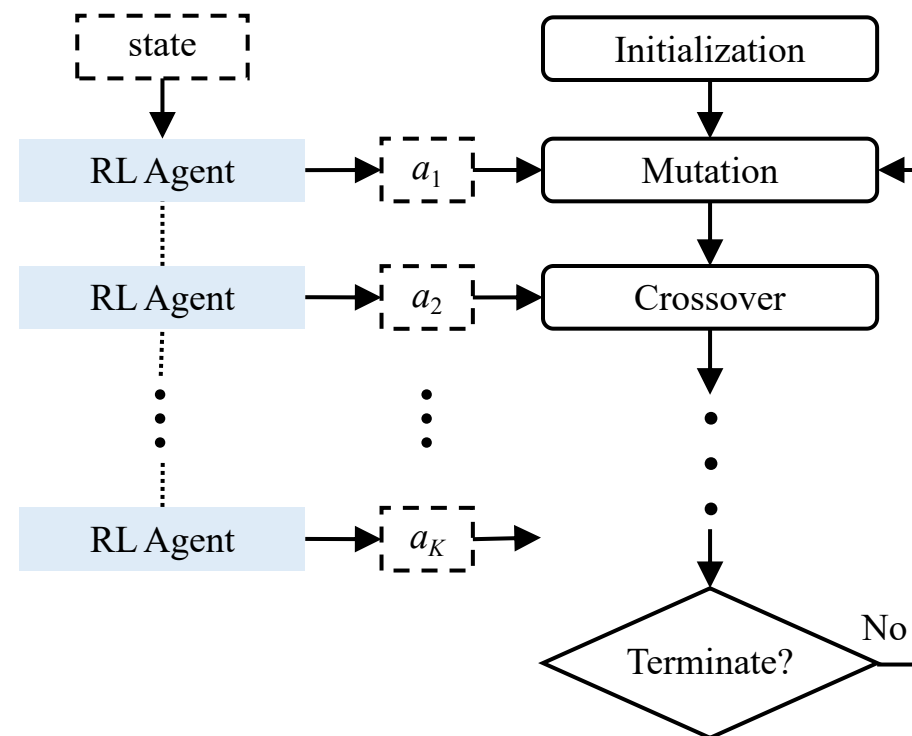 state
Initialization
RL Agent
a1
Mutation
RL Agent
a2
Crossover
RL Agent
aK
No
Terminate?